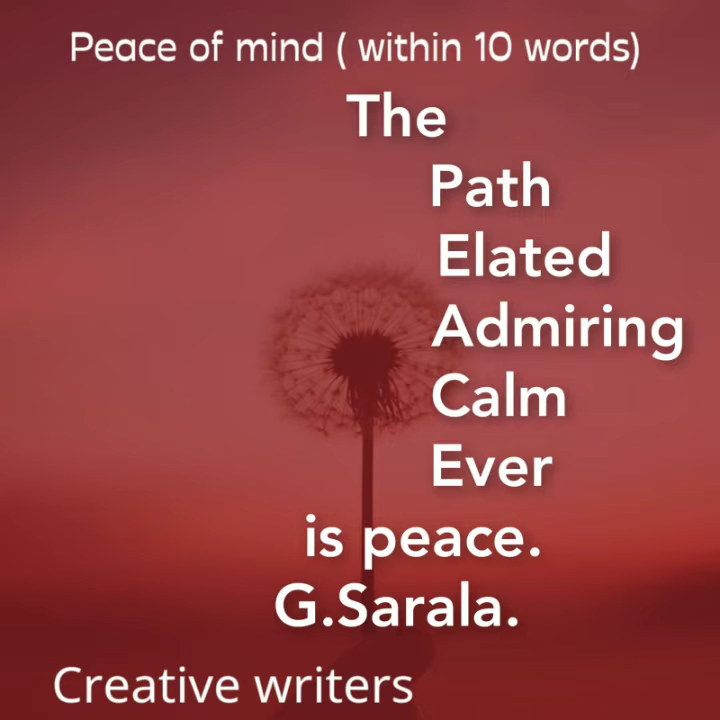 Peace of mind ( within 10 words)
The
Path
Elated
Admiring
Calm
Ever
is peace.
G.Sarala.
Creative writers